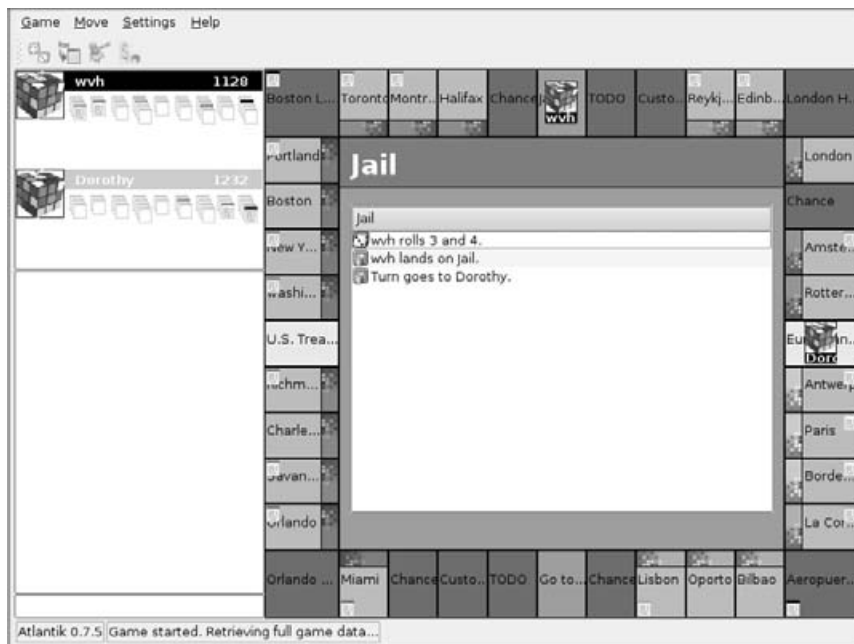 Game Move Settings Help
wvh 1128
Dorothy 1232
Boston L... Toronto Montr... Halifax Chance wvh TODO Custo... Reykj... Edinb... London H.
Portland
Jail
London
Boston
Jail
Chance
wvh rolls 3 and 4.
New Y...
wvh lands on Jail.
Amste...
Turn goes to Dorothy.
Washi...
Rotter...
U.S. Trea...
Richm...
Antwerp
Charle...
Paris
Savan...
Borde...
Orlando
La Cor...
Orlando ... Miami Chance Custo... TODO Go to... Chance Lisbon Oporto Bilbao Aeropuer...
Atlantik 0.7.5 Game started. Retrieving full game data...